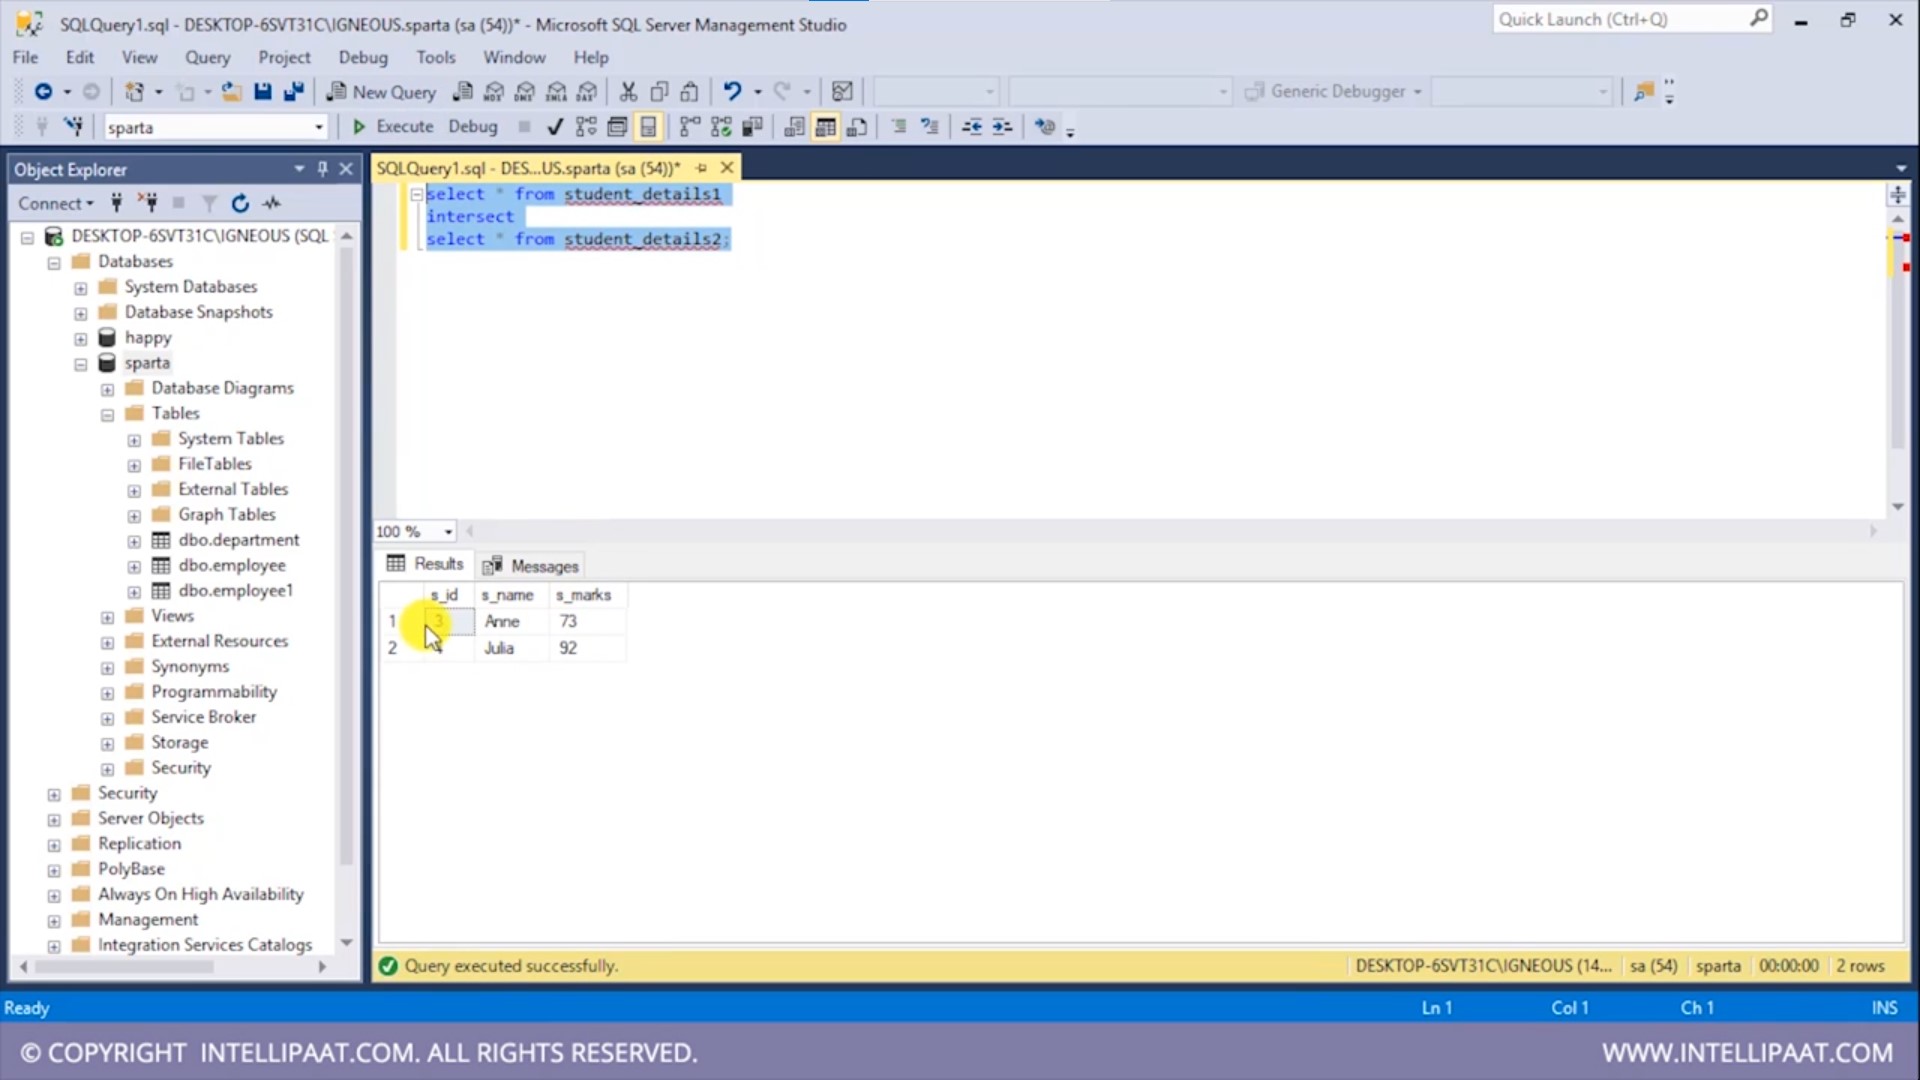 SQLQuery1.sql - DESKTOP-6SVT31C\IGNEOUS.sparta (sa (54))* - Microsoft SQL Server Management Studio
Quick Launch (Ctrl+Q)
File Edit View Query Project Debug Tools Window Help
New Query
Generic Debugger
sparta
Execute Debug
Object Explorer
Connect
DESKTOP-6SVT31C\IGNEOUS (SQL
Databases
System Databases
Database Snapshots
happy
sparta
Database Diagrams
Tables
System Tables
FileTables
External Tables
Graph Tables
dbo.department
dbo.employee
dbo.employee1
Views
External Resources
Synonyms
Programmability
Service Broker
Storage
Security
Security
Server Objects
Replication
PolyBase
Always On High Availability
Management
Integration Services Catalogs
SQLQuery1.sql - DES...US.sparta (sa (54))*
select * from student_details1
intersect
select * from student_details2;
100 %
Results Messages
s_id s_name s_marks
1 3 Anne 73
2 4 Julia 92
Query executed successfully.
DESKTOP-6SVT31C\IGNEOUS (14... sa (54) sparta 00:00:00 2 rows
Ready
Ln 1 Col 1 Ch 1 INS
© COPYRIGHT INTELLIPAAT.COM. ALL RIGHTS RESERVED.
WWW.INTELLIPAAT.COM